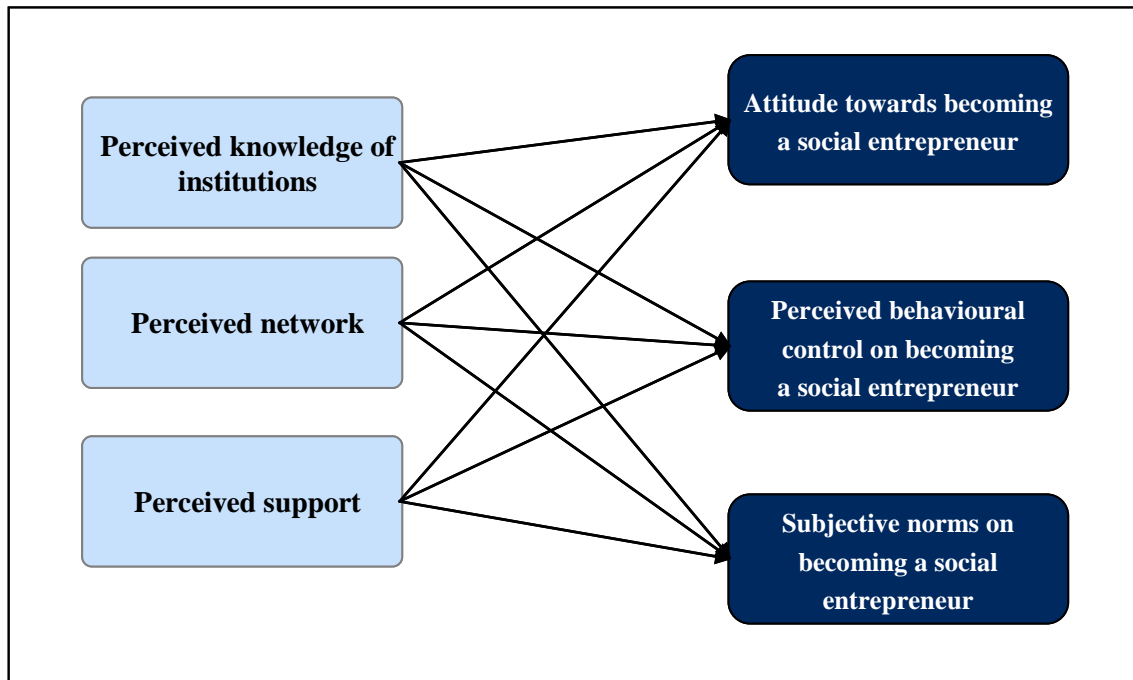 Perceived knowledge of
institutions
Perceived network
Perceived support
Attitude towards becoming
a social entrepreneur
Perceived behavioural
control on becoming
a social entrepreneur
Subjective norms on
becoming a social
entrepreneur